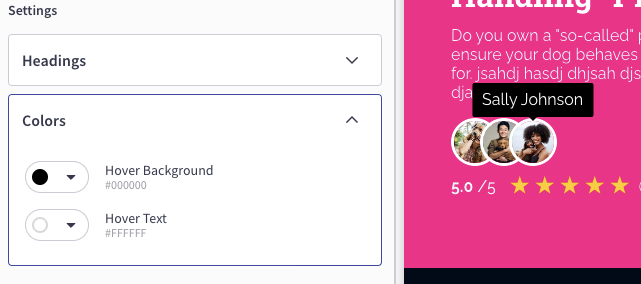 Settings
Headings
Colors
Hover Background
#000000
Hover Text
#FFFFFF
Do you own a "so-called"
ensure your dog behaves
for. jsahdj hasdj dhjsah djs
dja
Sally Johnson
5.0 /5